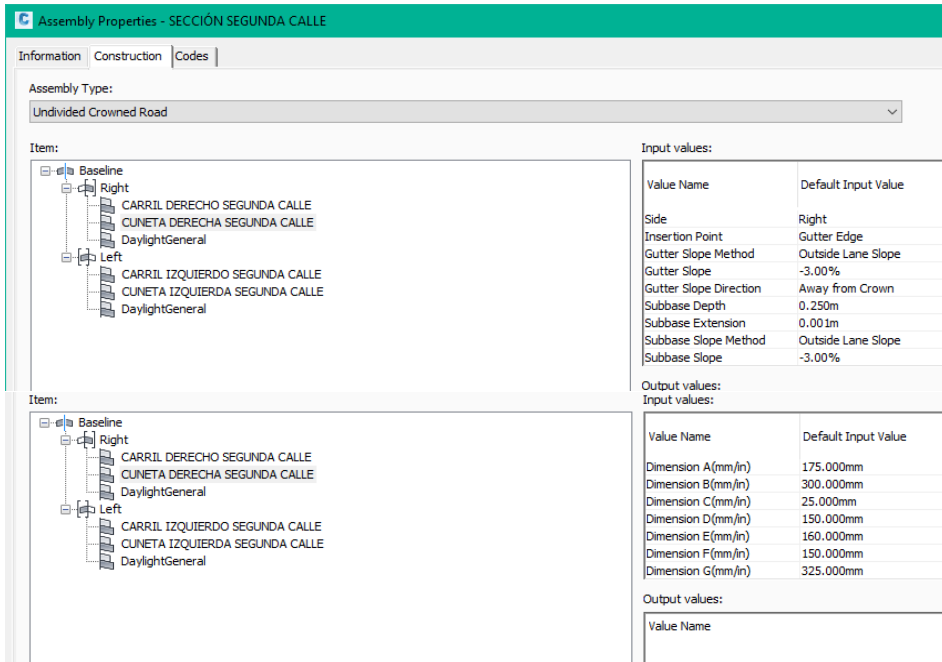 Assembly Properties - SECCIÓN SEGUNDA CALLE
Information Construction Codes
Assembly Type:
Undivided Crowned Road
Item:
Baseline
Right
CARRIL DERECHO SEGUNDA CALLE
CUNETA DERECHA SEGUNDA CALLE
DaylightGeneral
Left
CARRIL IZQUIERDO SEGUNDA CALLE
CUNETA IZQUIERDA SEGUNDA CALLE
DaylightGeneral
Input values:
Value Name Default Input Value
Side Right
Insertion Point Gutter Edge
Gutter Slope Method Outside Lane Slope
Gutter Slope -3.00%
Gutter Slope Direction Away from Crown
Subbase Depth 0.250m
Subbase Extension 0.001m
Subbase Slope Method Outside Lane Slope
Subbase Slope -3.00%
Output values:
Item:
Baseline
Right
CARRIL DERECHO SEGUNDA CALLE
CUNETA DERECHA SEGUNDA CALLE
DaylightGeneral
Left
CARRIL IZQUIERDO SEGUNDA CALLE
CUNETA IZQUIERDA SEGUNDA CALLE
DaylightGeneral
Input values:
Value Name Default Input Value
Dimension A(mm/in) 175.000mm
Dimension B(mm/in) 300.000mm
Dimension C(mm/in) 25.000mm
Dimension D(mm/in) 150.000mm
Dimension E(mm/in) 160.000mm
Dimension F(mm/in) 150.000mm
Dimension G(mm/in) 325.000mm
Output values:
Value Name